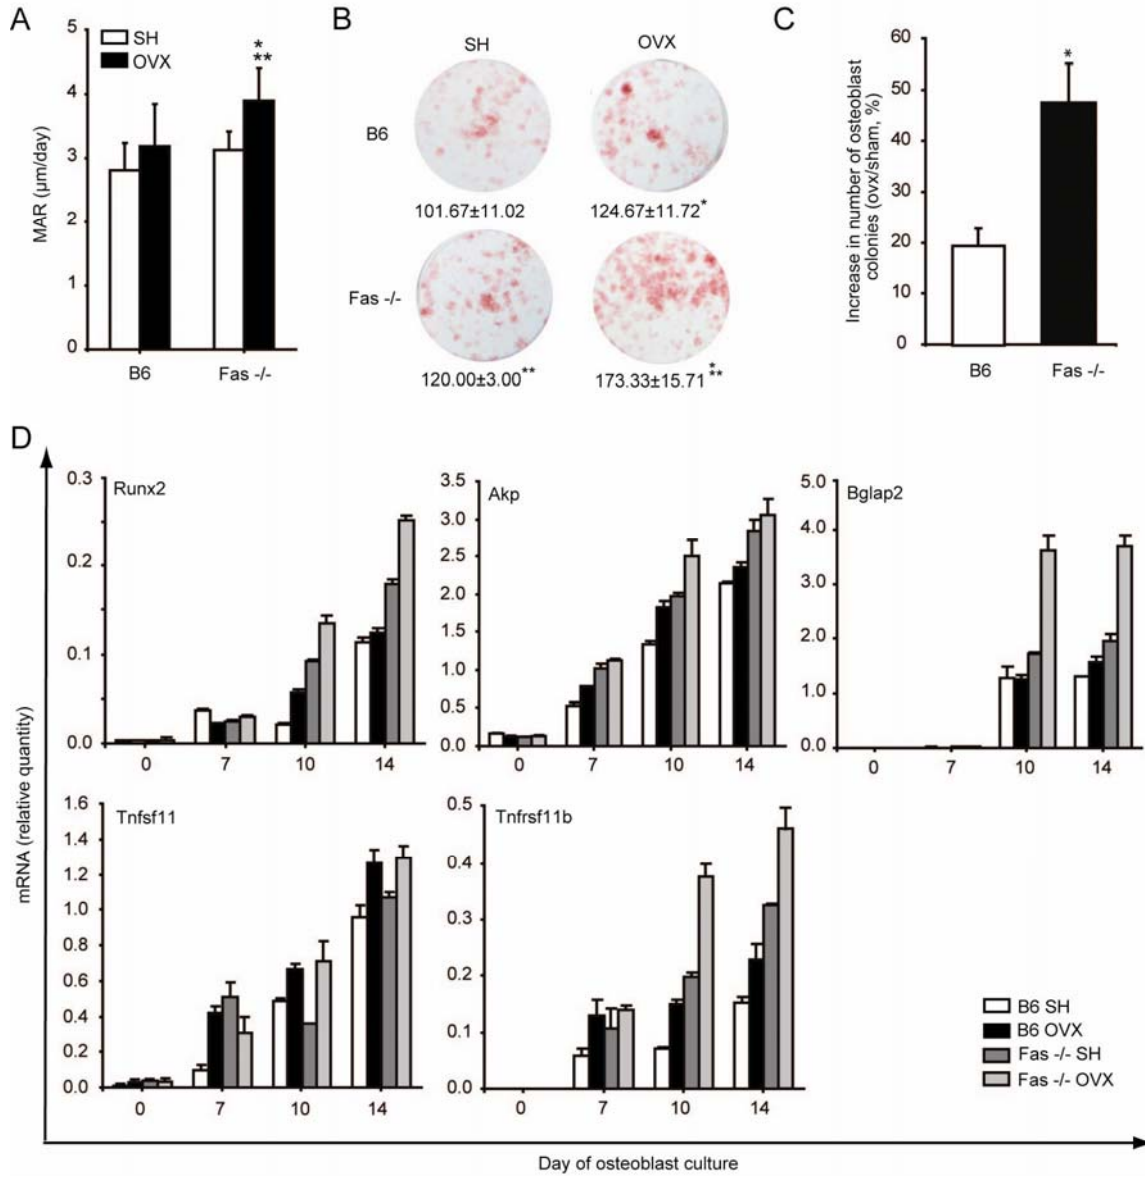 A
MAR (µm/day)
5
4
3
2
1
0
SH
OVX
*
**
B6
Fas -/-
B
SH
OVX
B6
101.67±11.02
124.67±11.72*
Fas -/-
120.00±3.00**
173.33±15.71*
**
C
Increase in number of osteoblast
colonies (ovx/sham, %)
60
50
40
30
20
10
0
*
B6
Fas -/-
D
mRNA (relative quantity)
Runx2
0.3
0.2
0.1
0.0
0 7 10 14
Akp
3.5
3.0
2.5
2.0
1.5
1.0
0.5
0.0
0 7 10 14
Bglap2
5.0
4.0
3.0
2.0
1.0
0.0
0 7 10 14
Tnfsf11
1.6
1.4
1.2
1.0
0.8
0.6
0.4
0.2
0.0
0 7 10 14
Tnfrsf11b
0.5
0.4
0.3
0.2
0.1
0.0
0 7 10 14
B6 SH
B6 OVX
Fas -/- SH
Fas -/- OVX
Day of osteoblast culture